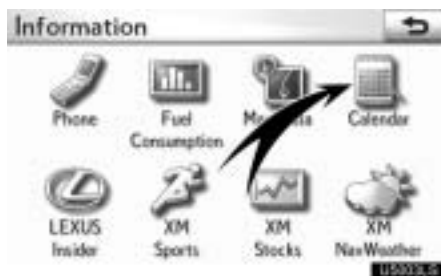 Information
Phone
Fuel
Consumption
Calendar
LEXUS
Insider
XM
Sports
XM
Stocks
XM
NavWeather